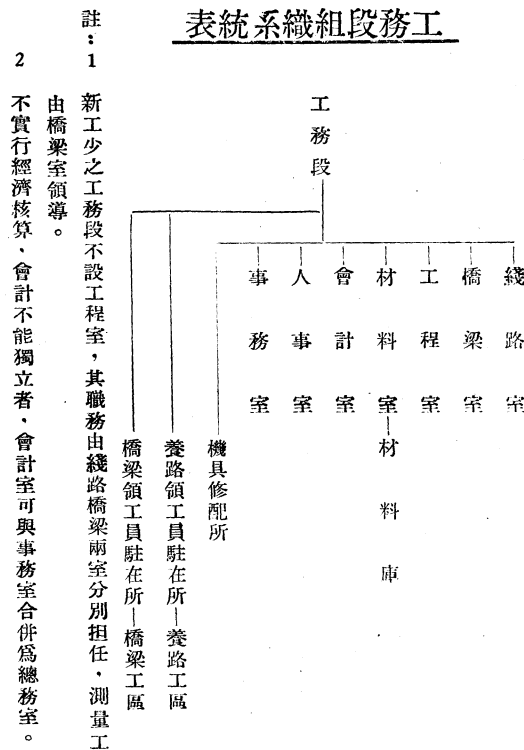 工務段組織系統表
工務段
綫路室
橋梁室
工程室
材料室—材料庫
會計室
人事室
事務室
機具修配所
養路領工員駐在所—養路工區
橋梁領工員駐在所—橋梁工區
註：1 新工少之工務段不設工程室，其職務由綫路橋梁兩室分別担任、測量工
由橋梁室領導。
2 不實行經濟核算、會計不能獨立者、會計室可與事務室合併爲總務室。